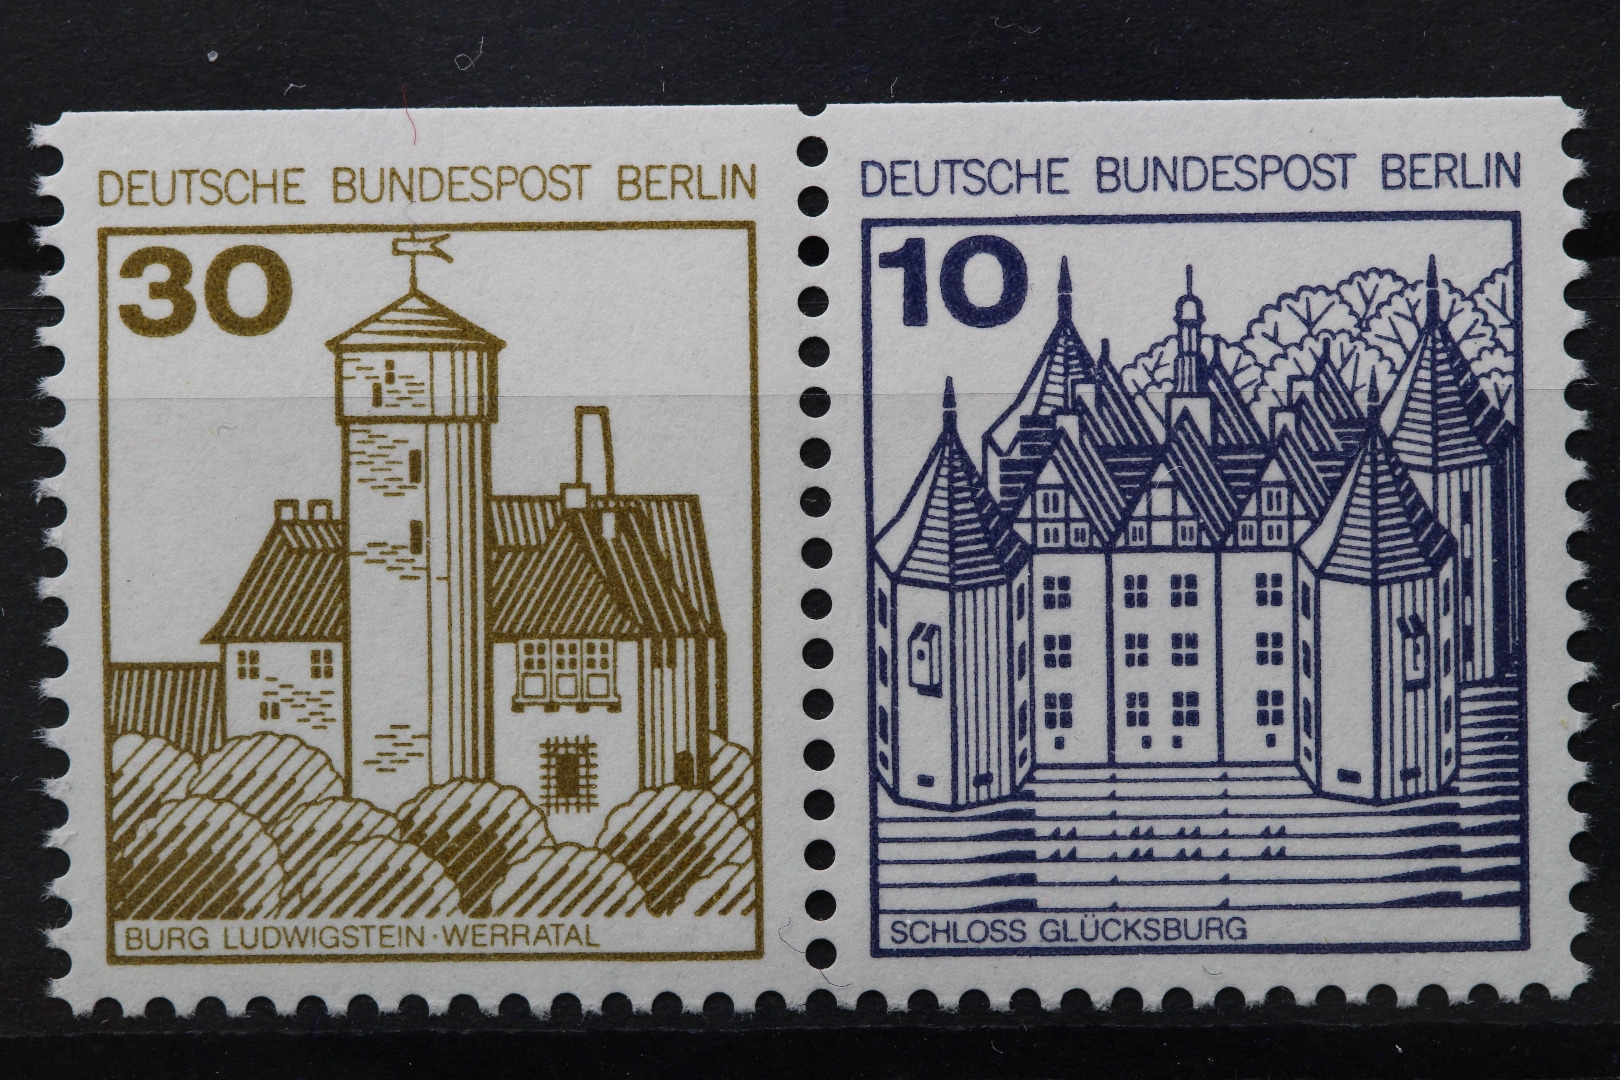 DEUTSCHE BUNDESPOST BERLIN
30
BURG LUDWIGSTEIN·WERRATAL
DEUTSCHE BUNDESPOST BERLIN
10
SCHLOSS GLÜCKSBURG